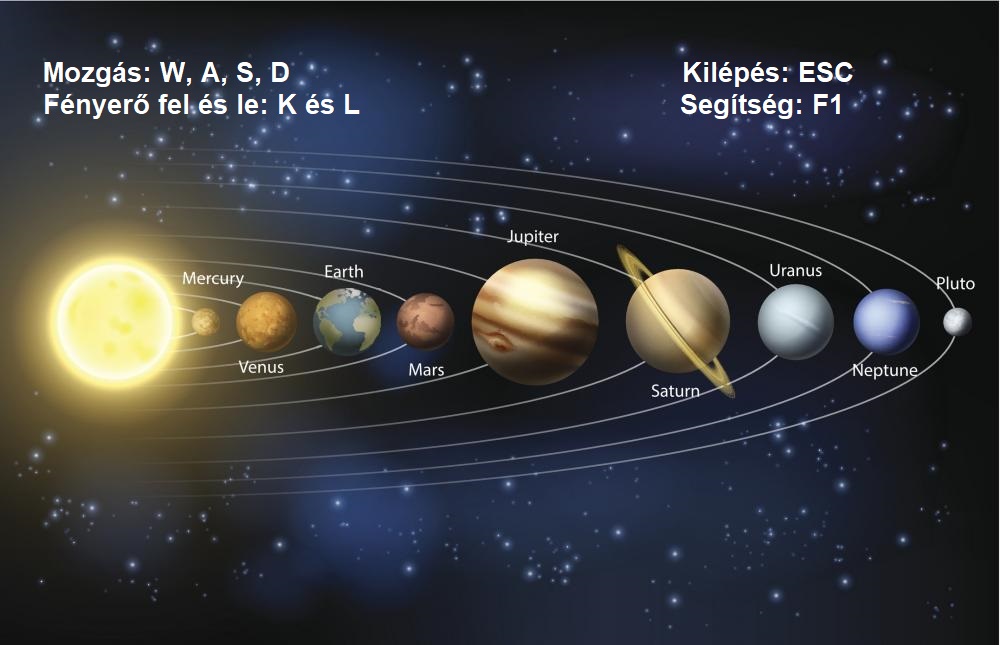 Mozgás: W, A, S, D
Fényerő fel és le: K és L
Kilépés: ESC
Segítség: F1
Mercury
Venus
Earth
Mars
Jupiter
Saturn
Uranus
Neptune
Pluto